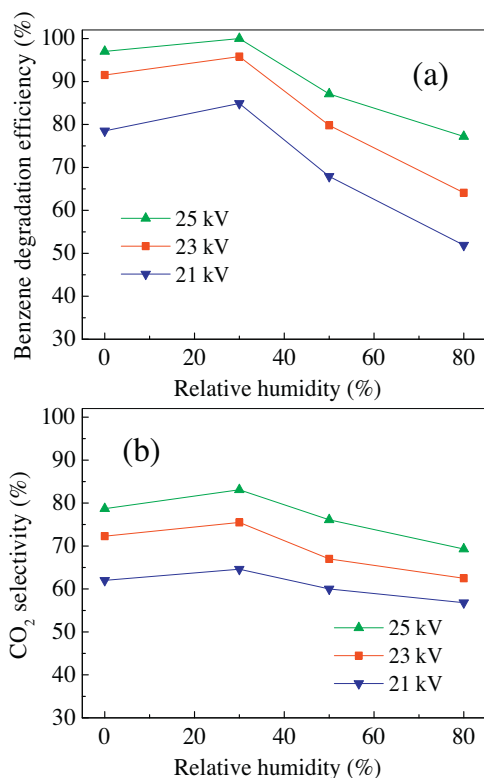 Benzene degradation efficiency (%)
100
90
80
70
60
50
40
30
(a)
25 kV
23 kV
21 kV
0 20 40 60 80
Relative humidity (%)
CO₂ selectivity (%)
100
90
80
70
60
50
40
30
(b)
25 kV
23 kV
21 kV
0 20 40 60 80
Relative humidity (%)